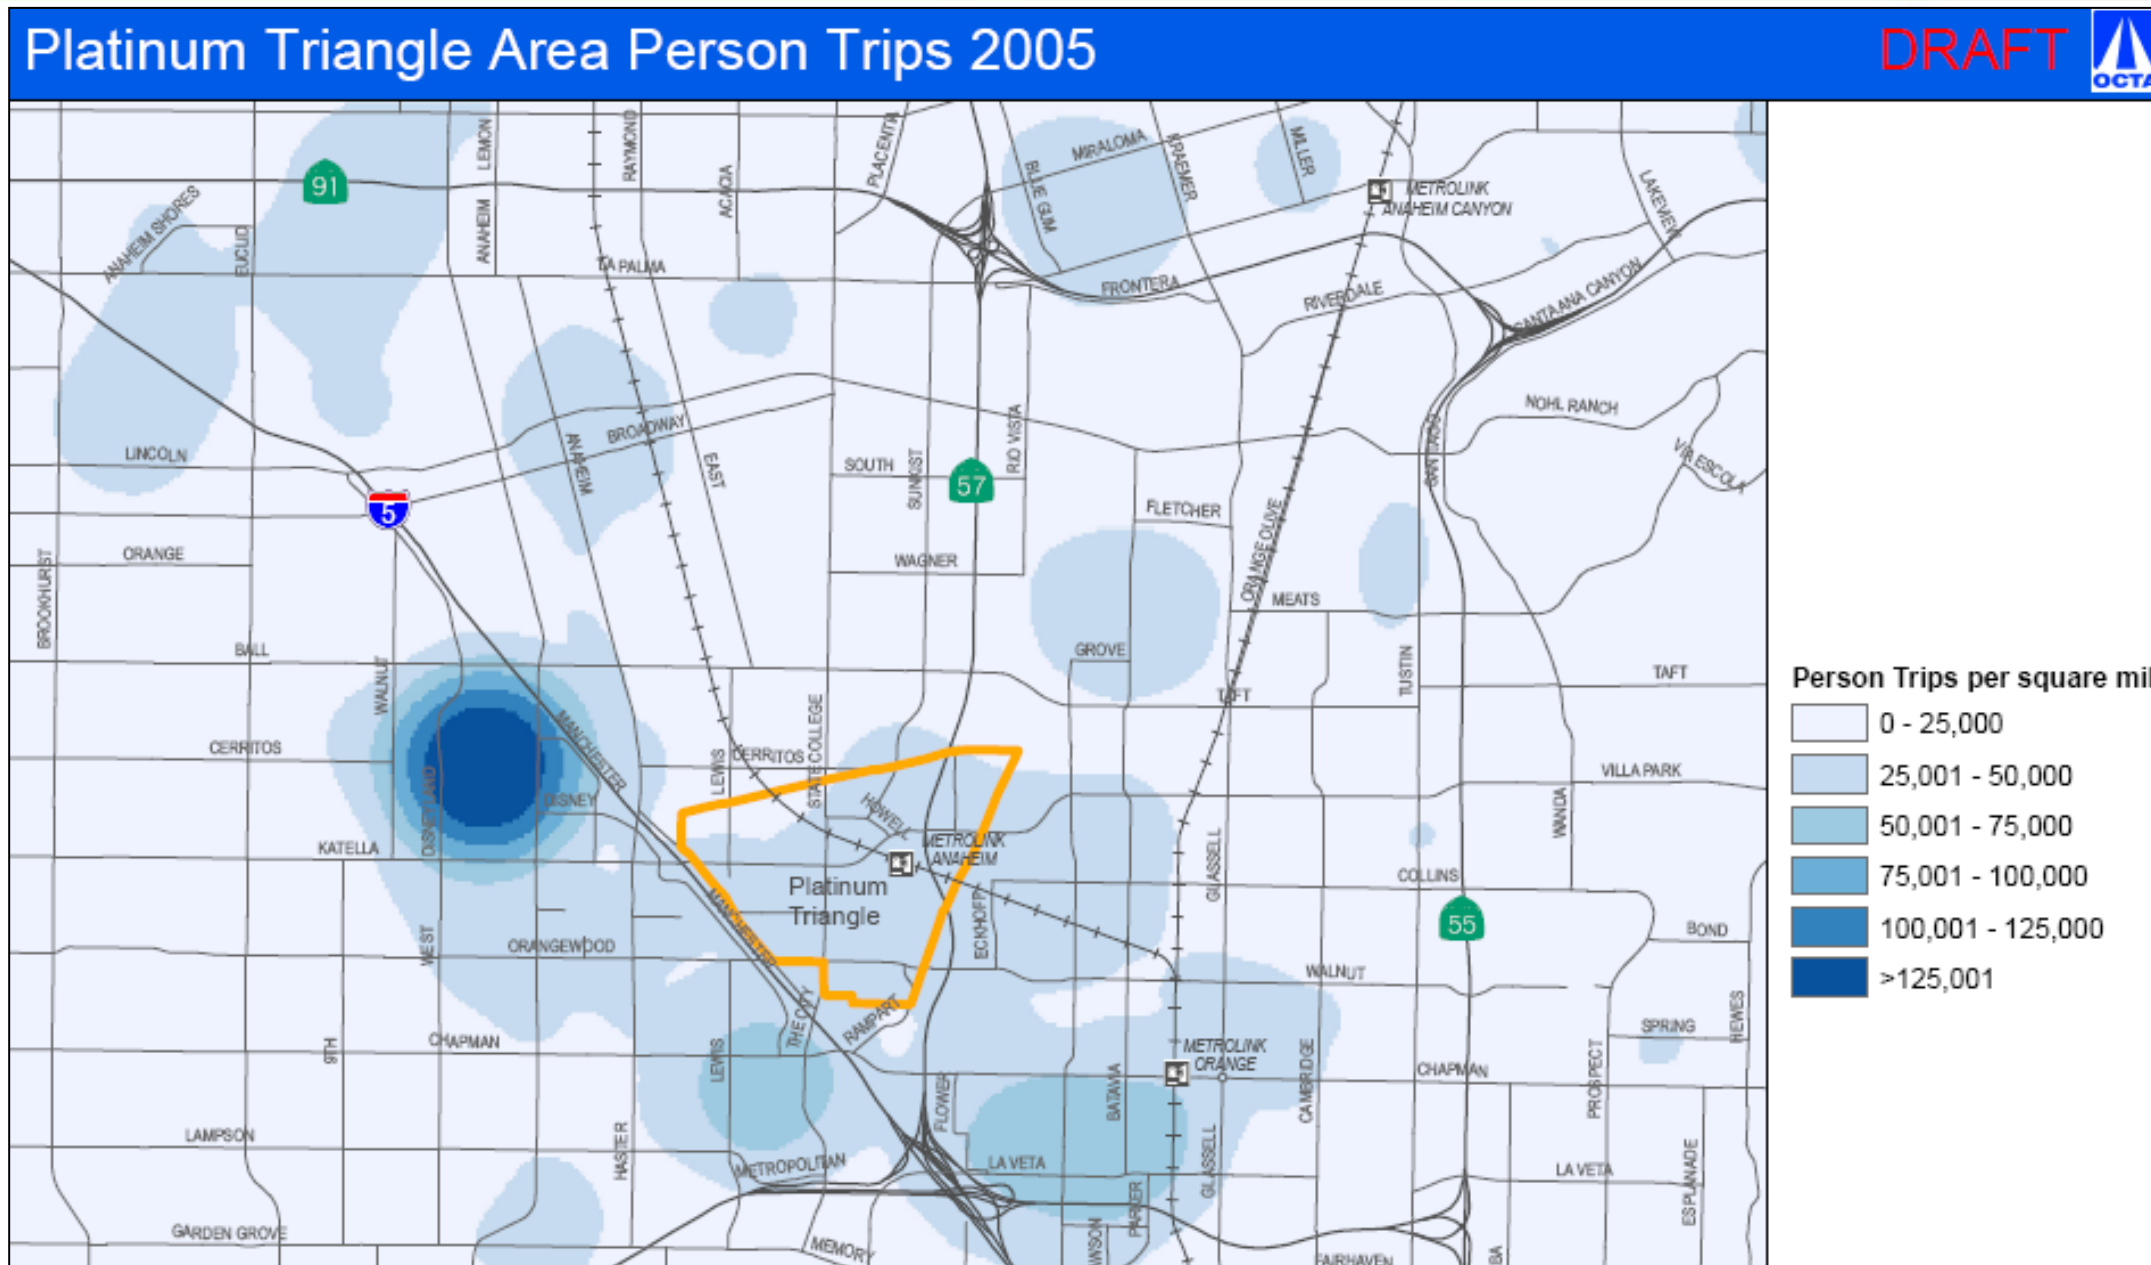 Platinum Triangle Area Person Trips 2005
DRAFT
OCTA
91
ANAHEIM SHORES
EUCLID
LEMON
ANAHEIM
RAYMOND
ACACIA
PLACENTIA
BLUE GUM
MIRALOMA
KRAEMER
MILLER
METROLINK
ANAHEIM CANYON
LAKEVIEW
LA PALMA
FRONTERA
RIVERDALE
SANTA ANA CANYON
NOHL RANCH
VIA ESCOLA
LINCOLN
BROADWAY
ANAHEIM
EAST
SOUTH
SUNKIST
RIO VISTA
57
5
FLETCHER
ORANGE OLIVE
SANTIAGO
BROOKHURST
ORANGE
WAGNER
MEATS
BALL
WALNUT
GROVE
TUSTIN
TAFT
TAFT
CERRITOS
MANCHESTER
LEWIS
CERRITOS
STATE COLLEGE
VILLA PARK
WANDA
DISNEYLAND
DISNEY
HOWELL
METROLINK
ANAHEIM
GLASSELL
KATELLA
COLLINS
Platinum
Triangle
MANCHESTER
ECKHOFF
55
BOND
WEST
ORANGEWOOD
WALNUT
THE CITY
RAMPART
SPRING
HEWES
9TH
CHAPMAN
LEWIS
METROLINK
ORANGE
CHAPMAN
CAMBRIDGE
PROSPECT
FLOWER
BATAVIA
LAMPSON
HASTER
METROPOLITAN
LA VETA
GLASSELL
LA VETA
ESPLANADE
PARKER
GARDEN GROVE
MEMORY
FAIRHAVEN
Person Trips per square mil
0 - 25,000
25,001 - 50,000
50,001 - 75,000
75,001 - 100,000
100,001 - 125,000
>125,001